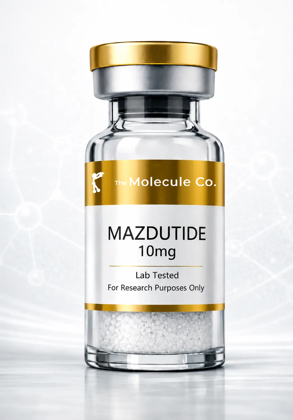 The Molecule Co.
MAZDUTIDE
10mg
Lab Tested
For Research Purposes Only